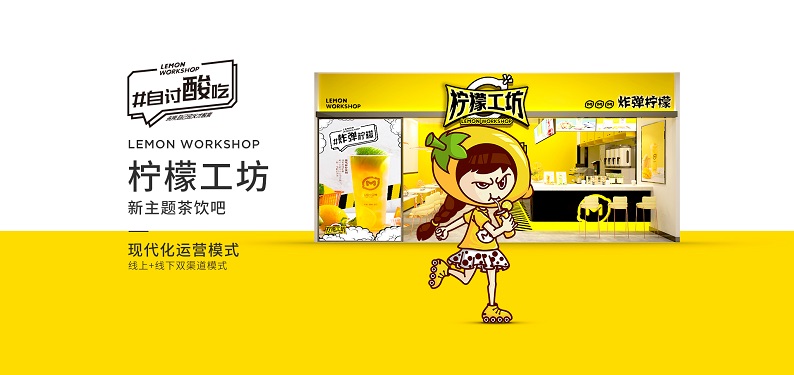 LEMON
WORKSHOP
#自讨酸吃
LEMON WORKSHOP
柠檬工坊
新主题茶饮吧
现代化运营模式
线上+线下双渠道模式
LEMON
WORKSHOP
柠檬工坊
LEMON WORKSHOP
炸弹柠檬
#炸弹柠檬